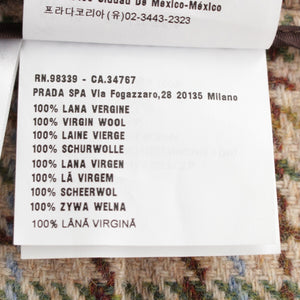 Ciudad De Mexico-México
프라다코리아(유)02-3443-2323
RN.98339 - CA.34767
PRADA SPA Via Fogazzaro,28 20135 Milano
100% LANA VERGINE
100% VIRGIN WOOL
100% LAINE VIERGE
100% SCHURWOLLE
100% LANA VIRGEN
100% LÃ VIRGEM
100% SCHEERWOL
100% ZYWA WELNA
100% LÂNĂ VIRGINĂ